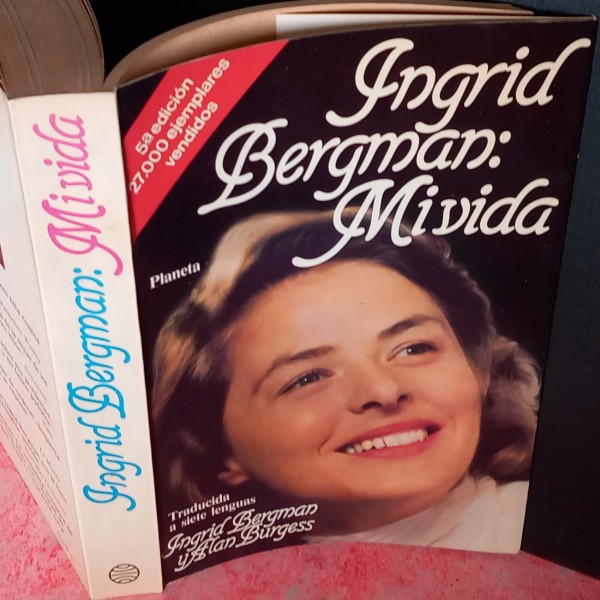 Ingrid
Bergman:
Mi vida
5ª edición
27.000 ejemplares
vendidos
Planeta
Traducida
a siete lenguas
Ingrid Bergman
y Alan Burgess
Ingrid Bergman: Mi vida